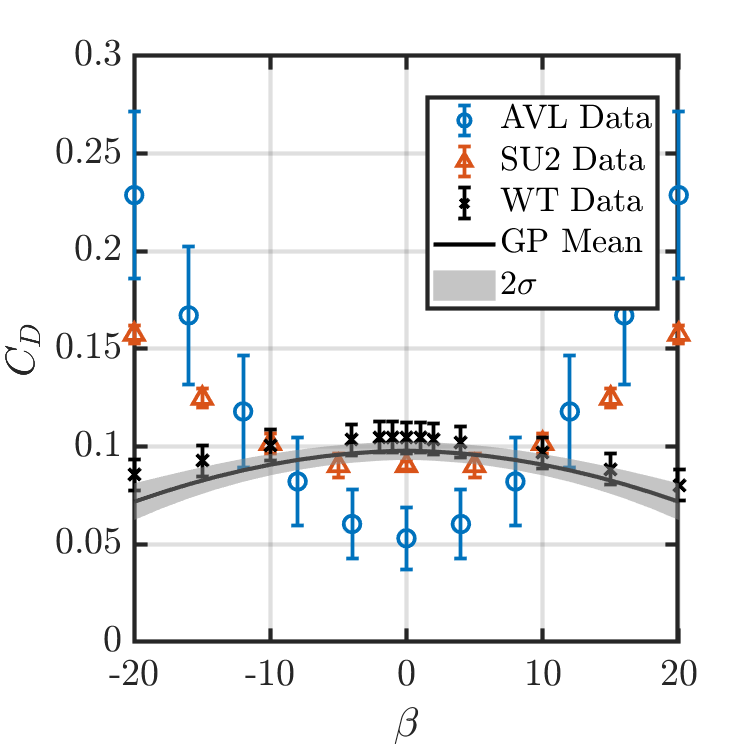 0.3
0.25
0.2
0.15
0.1
0.05
0
C_D
AVL Data
SU2 Data
WT Data
GP Mean
2σ
-20 -10 0 10 20
β